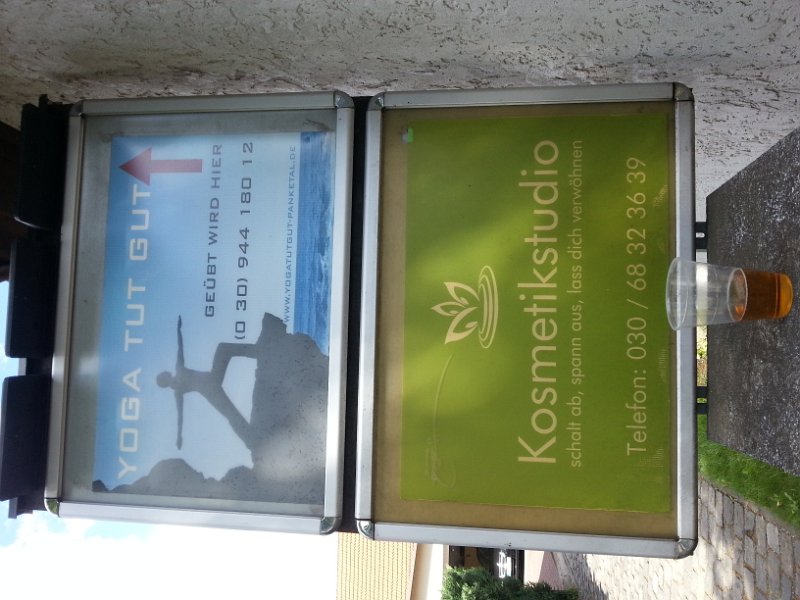 YOGA TUT GUT
GEÜBT WIRD HIER
(0 30) 944 180 12
WWW.YOGATUTGUT-PANKETAL.DE
Kosmetikstudio
schalt ab, spann aus, lass dich verwöhnen
Telefon: 030 / 68 32 36 39